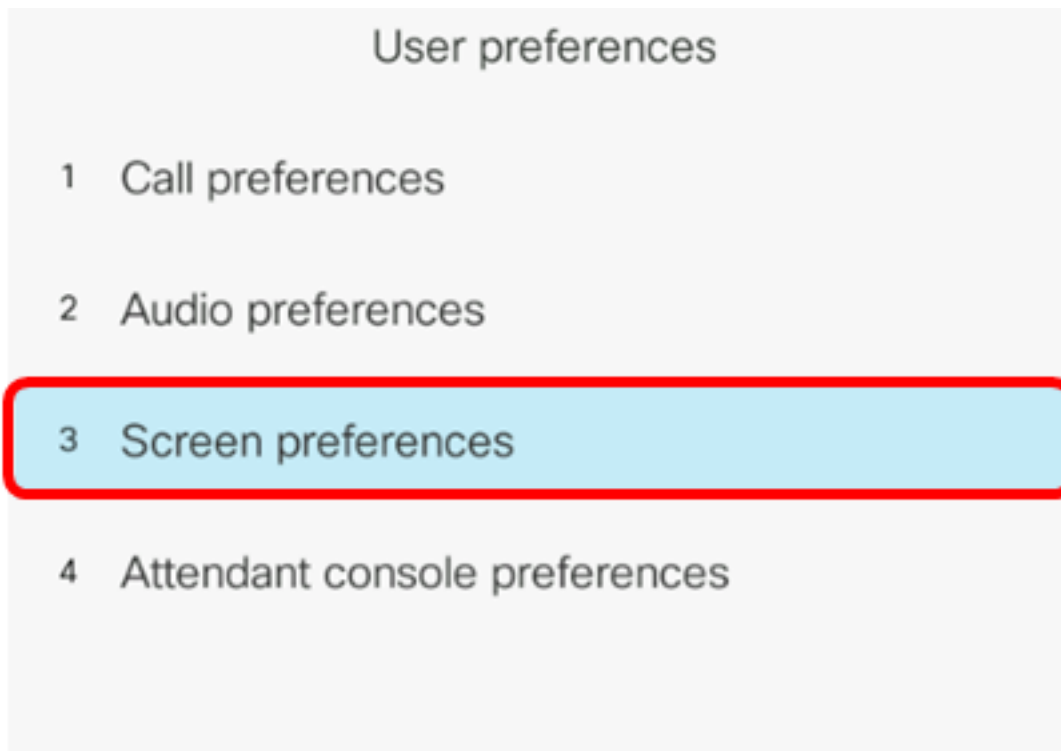 User preferences
1 Call preferences
2 Audio preferences
3 Screen preferences
4 Attendant console preferences